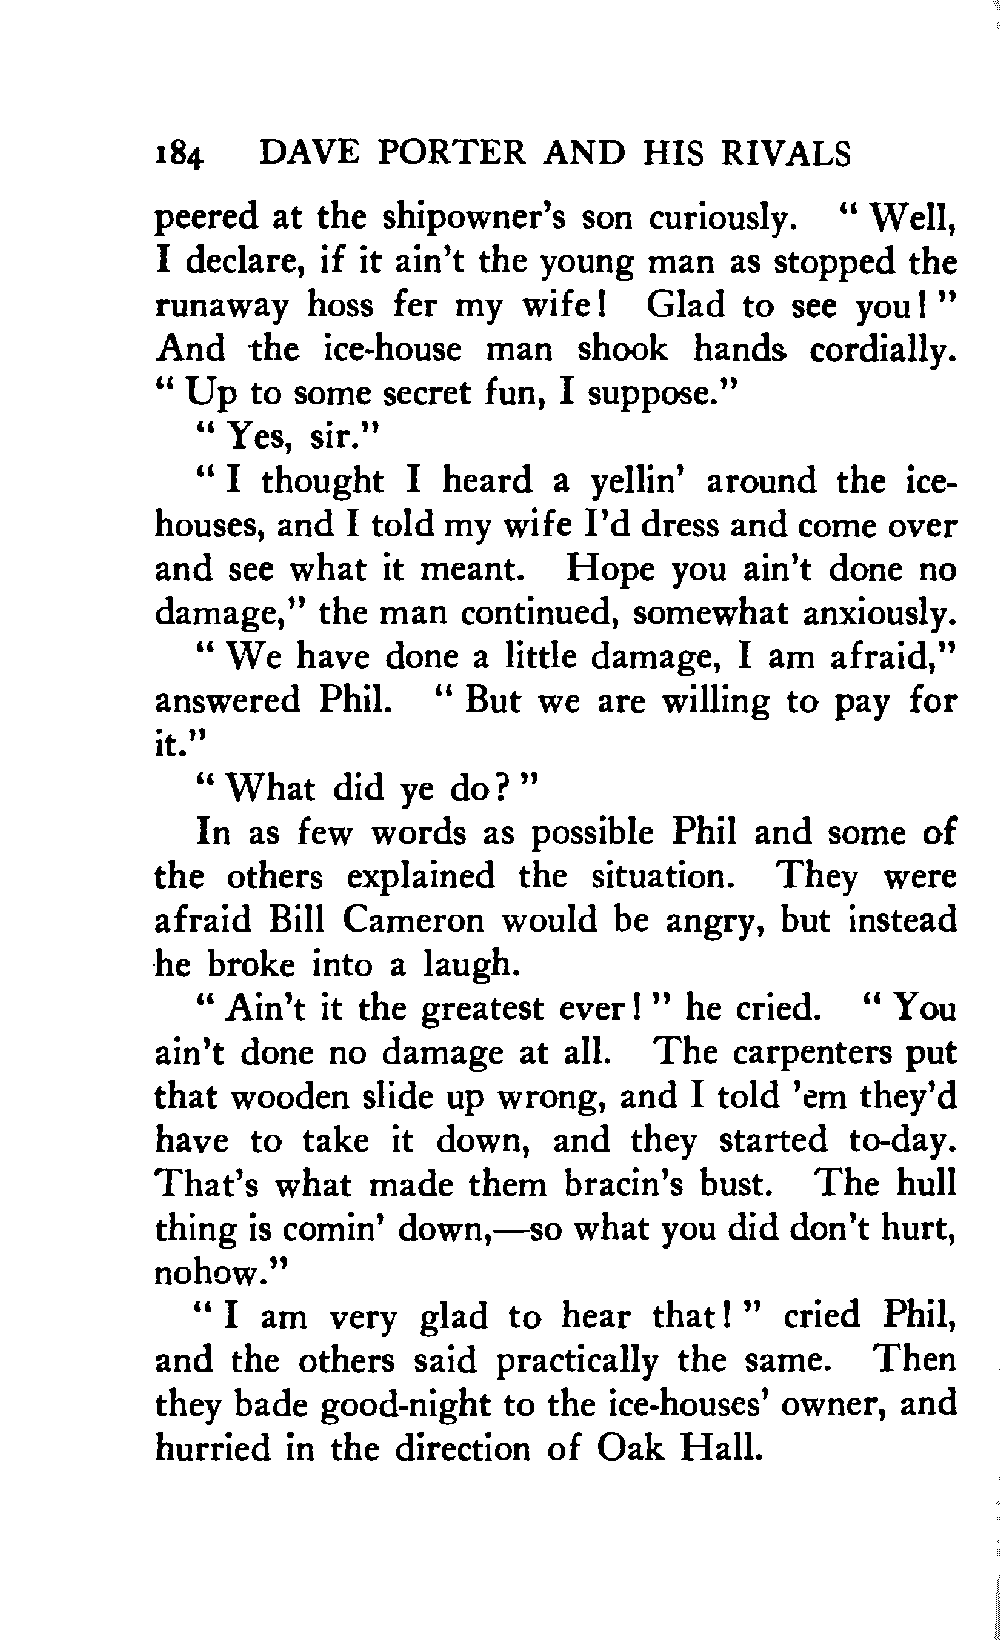 184 DAVE PORTER AND HIS RIVALS
peered at the shipowner's son curiously. " Well,
I declare, if it ain't the young man as stopped the
runaway hoss fer my wife! Glad to see you! "
And the ice-house man shook hands cordially.
" Up to some secret fun, I suppose."
" Yes, sir."
" I thought I heard a yellin' around the ice-
houses, and I told my wife I'd dress and come over
and see what it meant. Hope you ain't done no
damage," the man continued, somewhat anxiously.
" We have done a little damage, I am afraid,"
answered Phil. " But we are willing to pay for
it."
" What did ye do? "
In as few words as possible Phil and some of
the others explained the situation. They were
afraid Bill Cameron would be angry, but instead
he broke into a laugh.
" Ain't it the greatest ever! " he cried. " You
ain't done no damage at all. The carpenters put
that wooden slide up wrong, and I told 'em they'd
have to take it down, and they started to-day.
That's what made them bracin's bust. The hull
thing is comin' down,—so what you did don't hurt,
nohow."
" I am very glad to hear that! " cried Phil,
and the others said practically the same. Then
they bade good-night to the ice-houses' owner, and
hurried in the direction of Oak Hall.